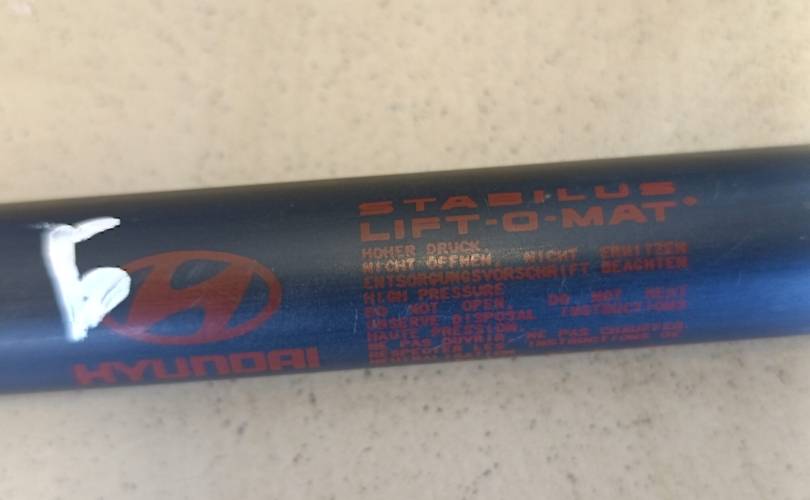 HYUNDAI
STABILUS
LIFT-O-MAT®
HOHER DRUCK
NICHT ÖFFNEN NICHT ERHITZEN
ENTSORGUNGSVORSCHRIFT BEACHTEN
HIGH PRESSURE
DO NOT OPEN DO NOT HEAT
OBSERVE DISPOSAL INSTRUCTIONS
HAUTE PRESSION.
NE PAS OUVRIR NE PAS CHAUFFER.
INSTRUCTIONS DE